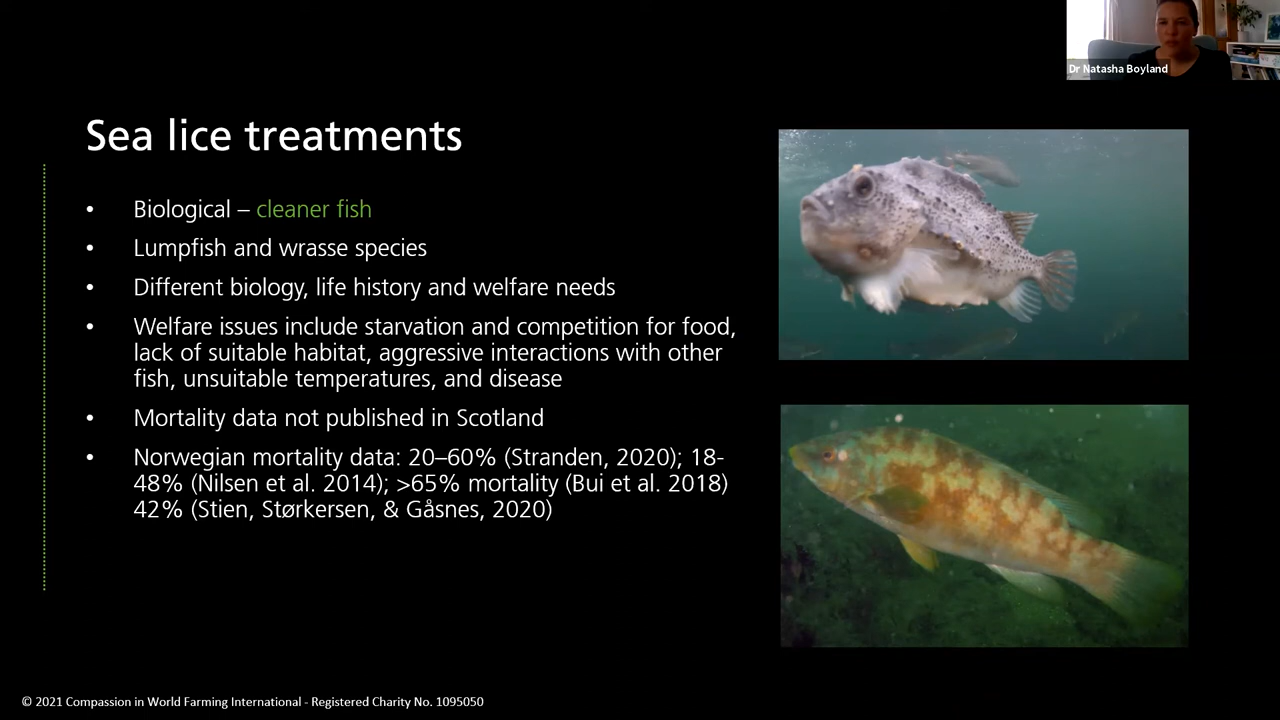 Dr Natasha Boyland
Sea lice treatments
• Biological – cleaner fish
• Lumpfish and wrasse species
• Different biology, life history and welfare needs
• Welfare issues include starvation and competition for food,
lack of suitable habitat, aggressive interactions with other
fish, unsuitable temperatures, and disease
• Mortality data not published in Scotland
• Norwegian mortality data: 20–60% (Stranden, 2020); 18-
48% (Nilsen et al. 2014); >65% mortality (Bui et al. 2018)
42% (Stien, Størkersen, & Gåsnes, 2020)
© 2021 Compassion in World Farming International - Registered Charity No. 1095050